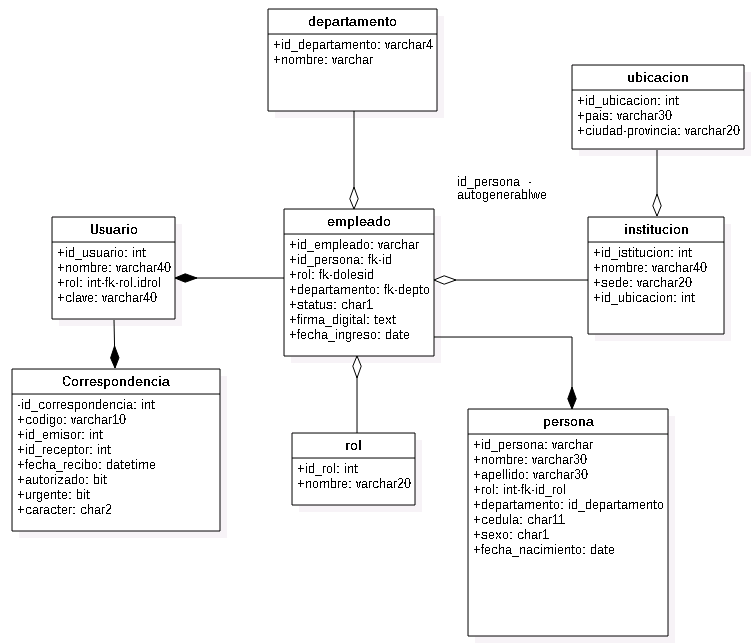 departamento
+id_departamento: varchar4
+nombre: varchar
ubicacion
+id_ubicacion: int
+pais: varchar30
+ciudad-provincia: varchar20
id_persona -
autogenerablwe
empleado
+id_empleado: varchar
+id_persona: fk-id
+rol: fk-dolesid
+departamento: fk-depto
+status: char1
+firma_digital: text
+fecha_ingreso: date
Usuario
+id_usuario: int
+nombre: varchar40
+rol: int-fk-rol.idrol
+clave: varchar40
institucion
+id_istitucion: int
+nombre: varchar40
+sede: varchar20
+id_ubicacion: int
Correspondencia
-id_correspondencia: int
+codigo: varchar10
+id_emisor: int
+id_receptor: int
+fecha_recibo: datetime
+autorizado: bit
+urgente: bit
+caracter: char2
rol
+id_rol: int
+nombre: varchar20
persona
+id_persona: varchar
+nombre: varchar30
+apellido: varchar30
+rol: int-fk-id_rol
+departamento: id_departamento
+cedula: char11
+sexo: char1
+fecha_nacimiento: date